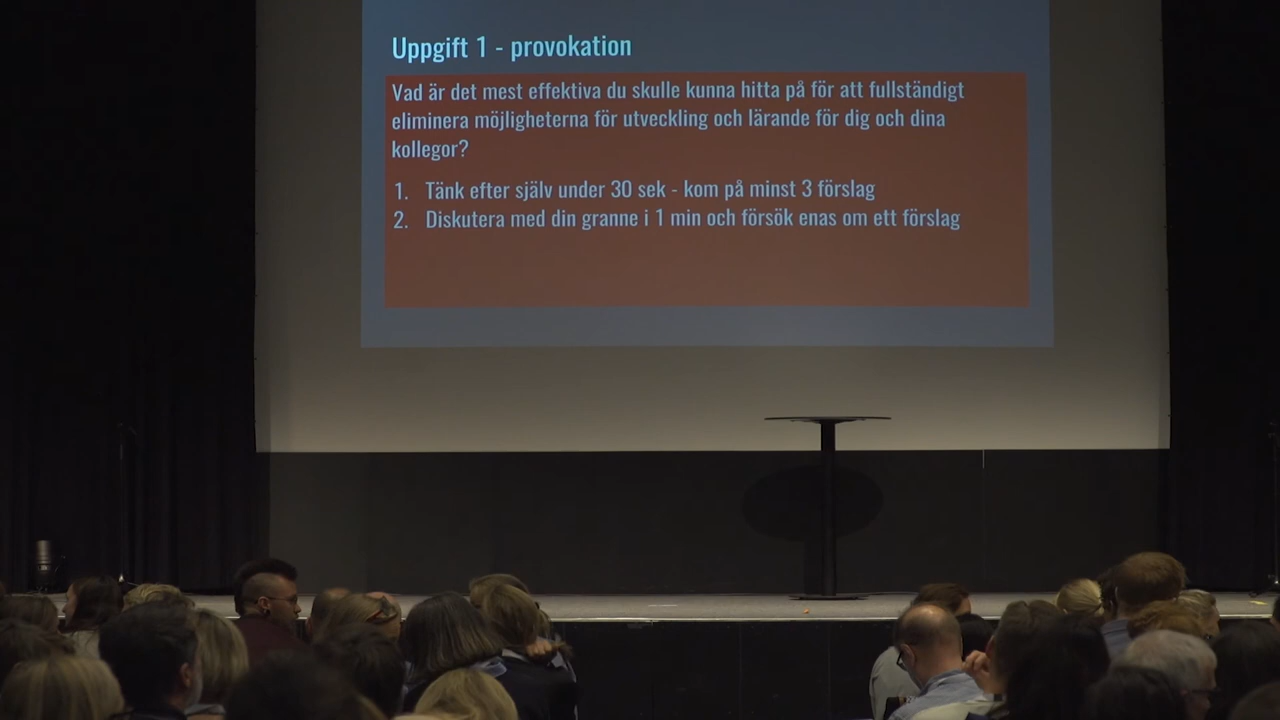 Uppgift 1 - provokation
Vad är det mest effektiva du skulle kunna hitta på för att fullständigt
eliminera möjligheterna för utveckling och lärande för dig och dina
kollegor?
1. Tänk efter själv under 30 sek - kom på minst 3 förslag
2. Diskutera med din granne i 1 min och försök enas om ett förslag